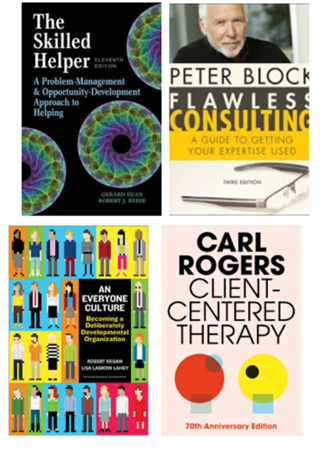 The
Skilled
Helper
ELEVENTH
EDITION
A Problem-Management
& Opportunity-Development
Approach to
Helping
GERARD EGAN
ROBERT J. REESE
PETER BLOCK
FLAWLESS
CONSULTING
A GUIDE TO GETTING
YOUR EXPERTISE USED
THIRD EDITION
AN
EVERYONE
CULTURE
Becoming a
Deliberately
Developmental
Organization
ROBERT KEGAN
LISA LASKOW LAHEY
CARL
ROGERS
CLIENT-
CENTERED
THERAPY
70th Anniversary Edition